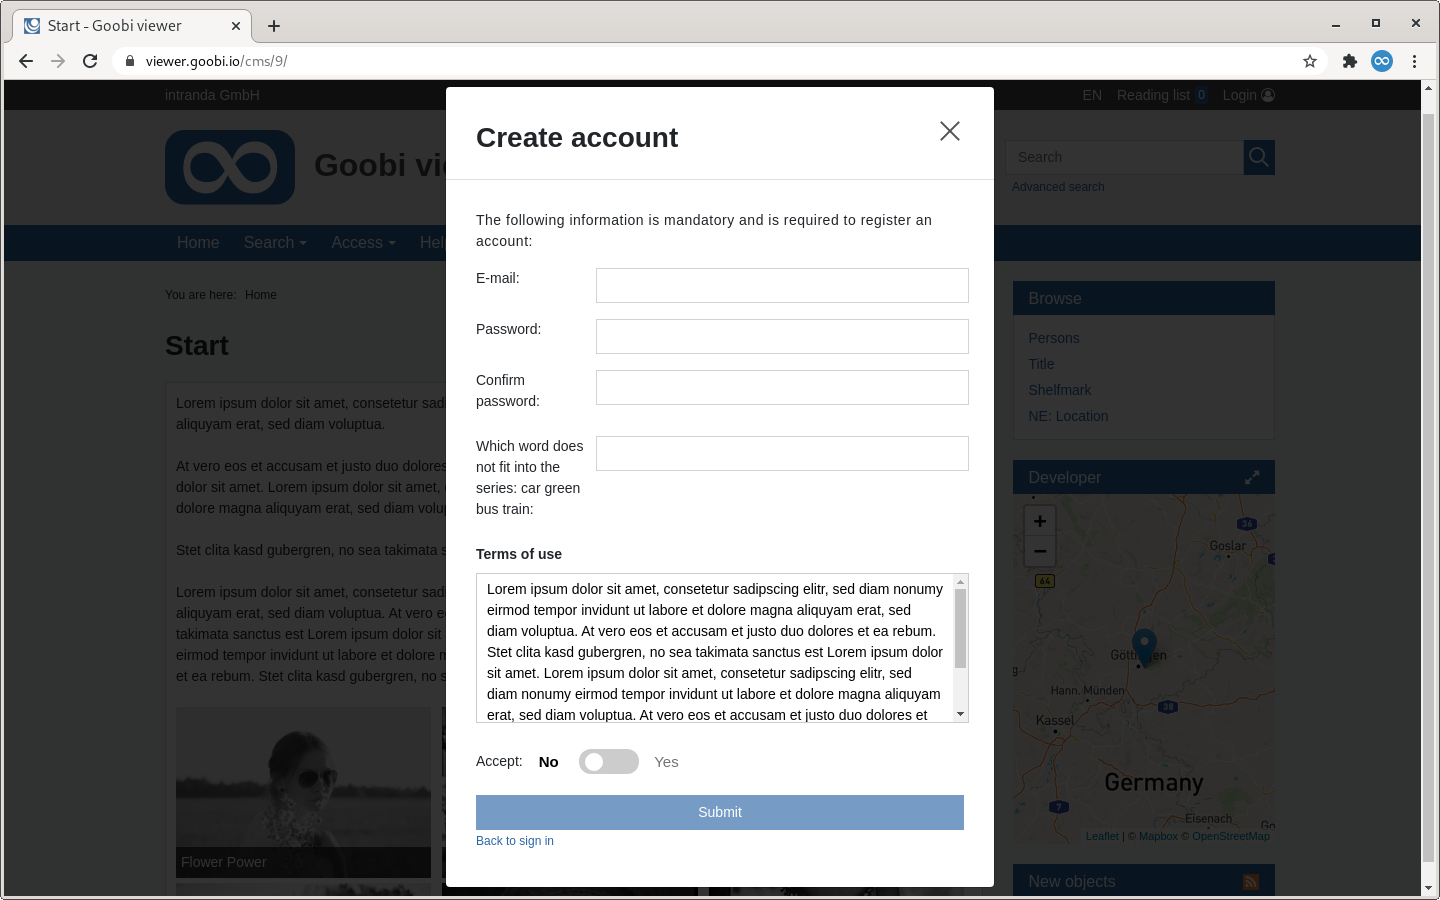 Start - Goobi viewer
viewer.goobi.io/cms/9/
intranda GmbH
EN Reading list 0 Login
Create account
Goobi vi
Search
Advanced search
The following information is mandatory and is required to register an
account:
Home Search Access Hel
E-mail:
You are here: Home
Browse
Password:
Start
Persons
Title
Shelfmark
NE: Location
Confirm
password:
Lorem ipsum dolor sit amet, consetetur sadi
aliquyam erat, sed diam voluptua.
Which word does
not fit into the
series: car green
bus train:
At vero eos et accusam et justo duo dolores
dolor sit amet. Lorem ipsum dolor sit amet,
dolore magna aliquyam erat, sed diam volu
Developer
Stet clita kasd gubergren, no sea takimata s
Terms of use
Lorem ipsum dolor sit amet, consetetur sadi
aliquyam erat, sed diam voluptua. At vero eo
takimata sanctus est Lorem ipsum dolor sit
eirmod tempor invidunt ut labore et dolore m
et ea rebum. Stet clita kasd gubergren, no s
Lorem ipsum dolor sit amet, consetetur sadipscing elitr, sed diam nonumy
eirmod tempor invidunt ut labore et dolore magna aliquyam erat, sed
diam voluptua. At vero eos et accusam et justo duo dolores et ea rebum.
Stet clita kasd gubergren, no sea takimata sanctus est Lorem ipsum dolor
sit amet. Lorem ipsum dolor sit amet, consetetur sadipscing elitr, sed
diam nonumy eirmod tempor invidunt ut labore et dolore magna aliquyam
erat, sed diam voluptua. At vero eos et accusam et justo duo dolores et
+
−
36
Goslar
44
g
Hann. Münden
38
Kassel
Germany
7
Eisenach
Go
Leaflet | © Mapbox © OpenStreetMap
Accept: No Yes
Submit
Back to sign in
Flower Power
New objects